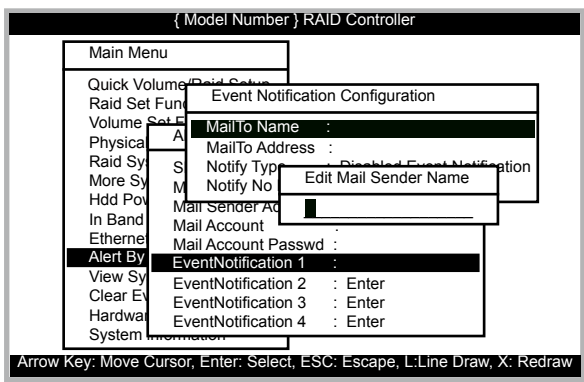 { Model Number } RAID Controller
Main Menu
Quick Volume/Raid Setup
Raid Set Func
Volume Set F
Physica
Raid Sys
More Sy
Hdd Pow
In Band
Ethernet
Alert By
View Sy
Clear Ev
Hardwar
System Information
Event Notification Configuration
MailTo Name :
MailTo Address :
Notify Type : Disabled Event Notification
Notify No
Edit Mail Sender Name
A
S
M
Mail Sender Ad
Mail Account :
Mail Account Passwd :
EventNotification 1 :
EventNotification 2 : Enter
EventNotification 3 : Enter
EventNotification 4 : Enter
Arrow Key: Move Cursor, Enter: Select, ESC: Escape, L:Line Draw, X: Redraw